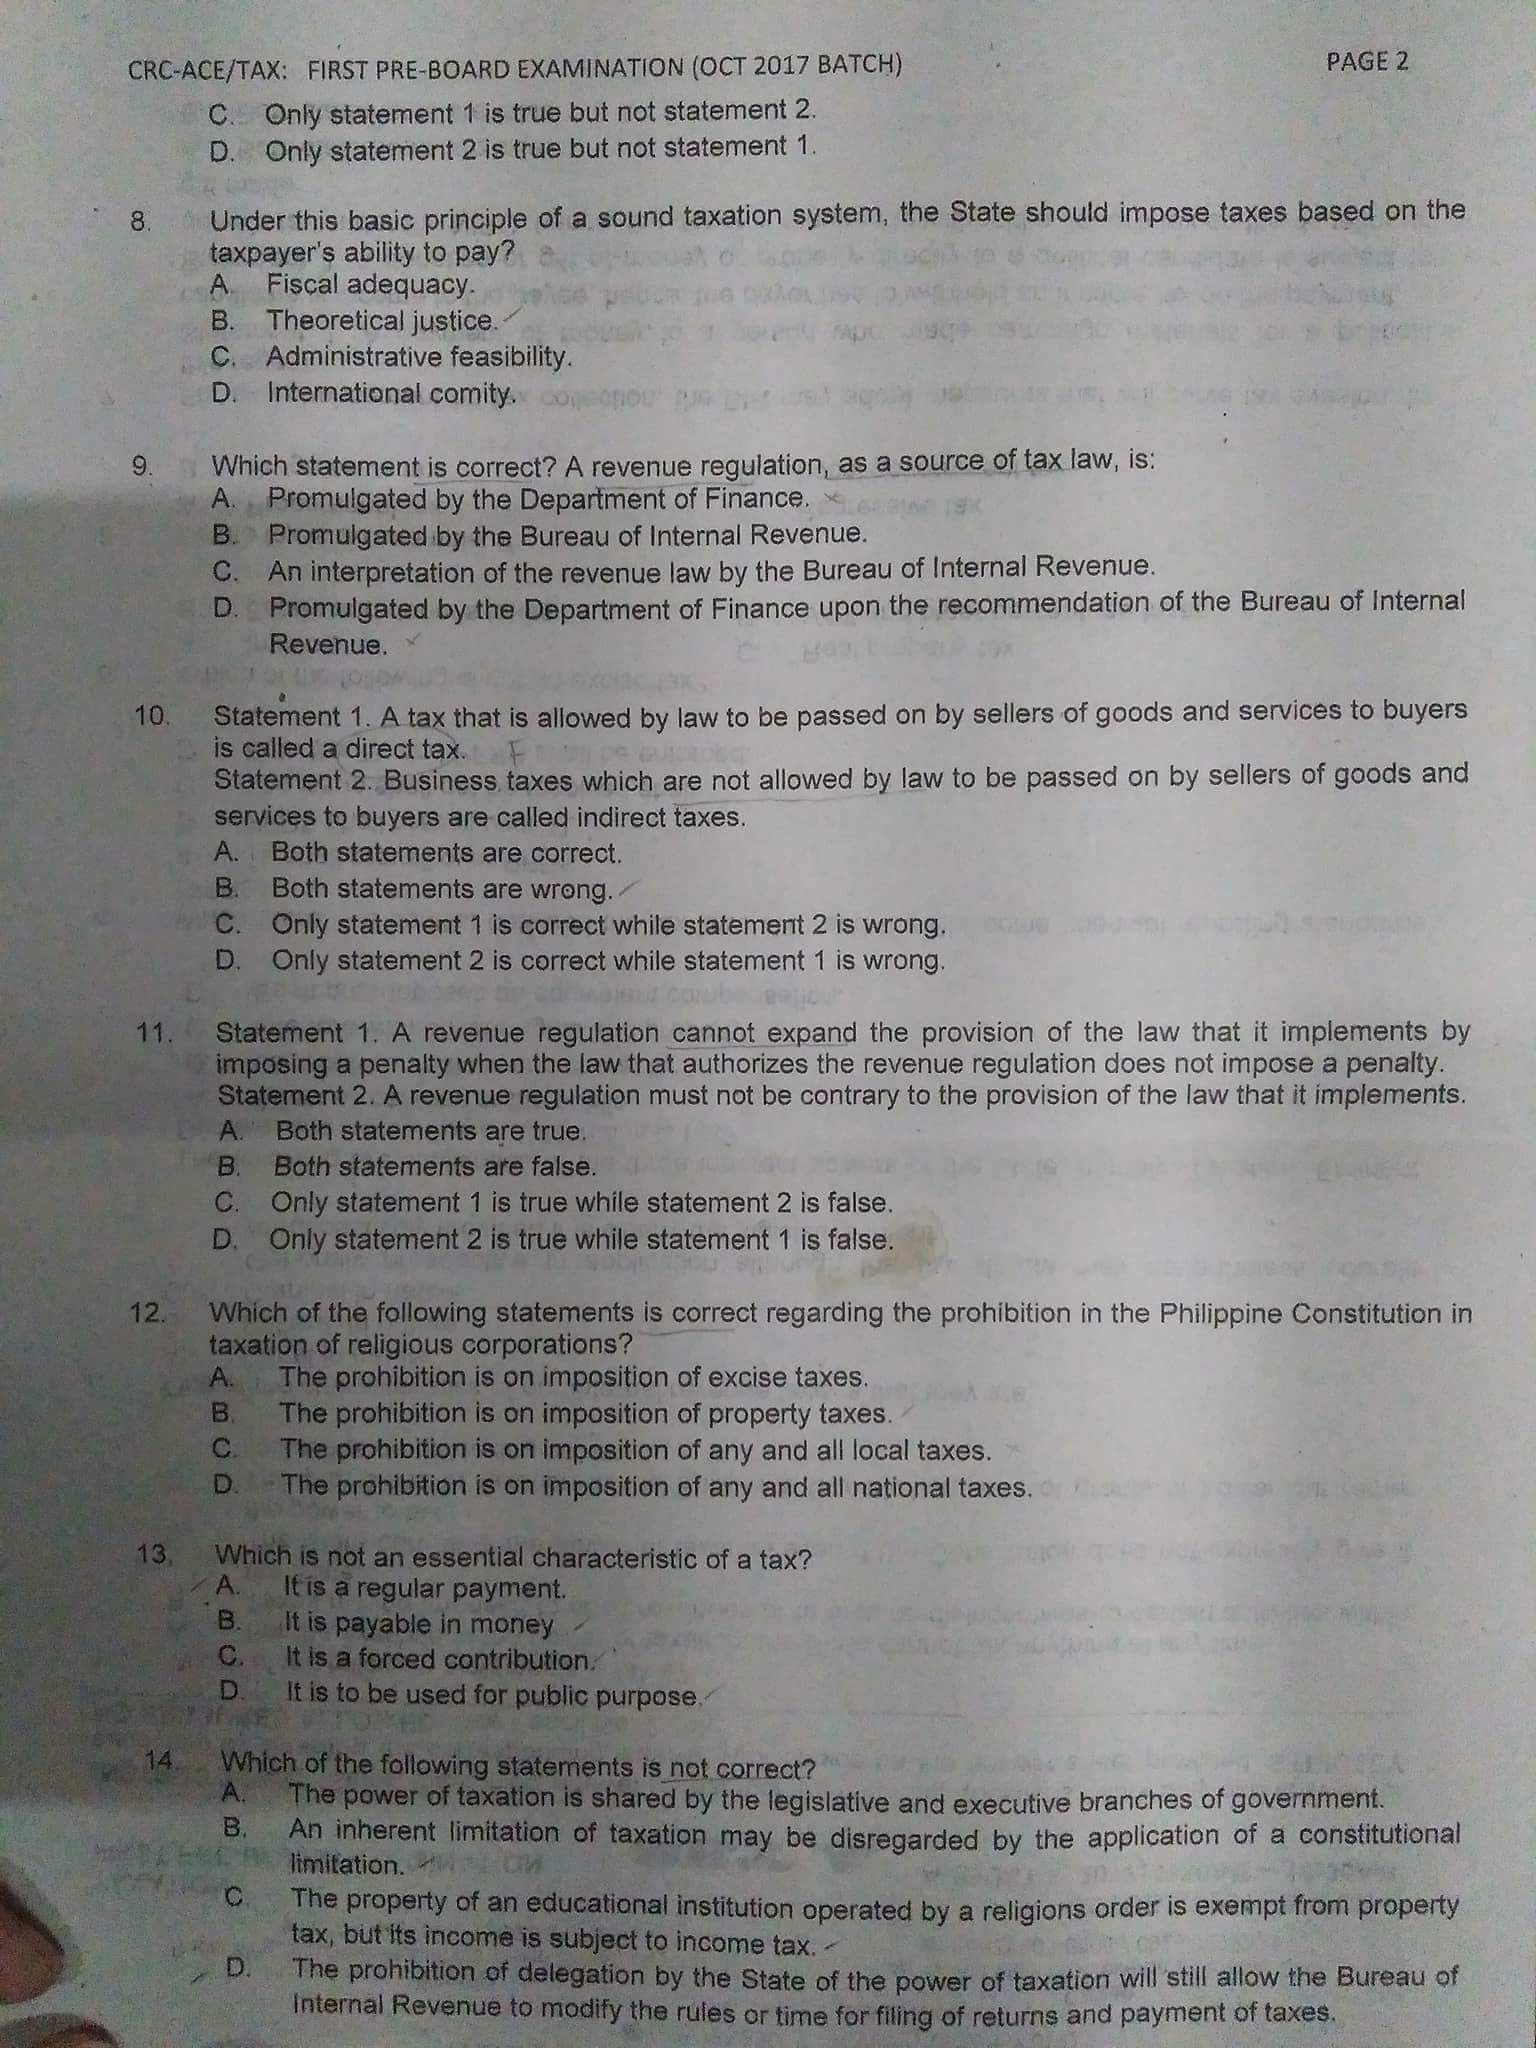 CRC-ACE/TAX: FIRST PRE-BOARD EXAMINATION (OCT 2017 BATCH) PAGE 2
C. Only statement 1 is true but not statement 2.
D. Only statement 2 is true but not statement 1.
8. Under this basic principle of a sound taxation system, the State should impose taxes based on the
taxpayer's ability to pay?
A. Fiscal adequacy.
B. Theoretical justice.
C. Administrative feasibility.
D. International comity.
9. Which statement is correct? A revenue regulation, as a source of tax law, is:
A. Promulgated by the Department of Finance.
B. Promulgated by the Bureau of Internal Revenue.
C. An interpretation of the revenue law by the Bureau of Internal Revenue.
D. Promulgated by the Department of Finance upon the recommendation of the Bureau of Internal
Revenue.
10. Statement 1. A tax that is allowed by law to be passed on by sellers of goods and services to buyers
is called a direct tax. F
Statement 2. Business taxes which are not allowed by law to be passed on by sellers of goods and
services to buyers are called indirect taxes.
A. Both statements are correct.
B. Both statements are wrong.
C. Only statement 1 is correct while statement 2 is wrong.
D. Only statement 2 is correct while statement 1 is wrong.
11. Statement 1. A revenue regulation cannot expand the provision of the law that it implements by
imposing a penalty when the law that authorizes the revenue regulation does not impose a penalty.
Statement 2. A revenue regulation must not be contrary to the provision of the law that it implements.
A. Both statements are true.
B. Both statements are false.
C. Only statement 1 is true while statement 2 is false.
D. Only statement 2 is true while statement 1 is false.
12. Which of the following statements is correct regarding the prohibition in the Philippine Constitution in
taxation of religious corporations?
A. The prohibition is on imposition of excise taxes.
B. The prohibition is on imposition of property taxes.
C. The prohibition is on imposition of any and all local taxes.
D. The prohibition is on imposition of any and all national taxes.
13. Which is not an essential characteristic of a tax?
A. It is a regular payment.
B. It is payable in money
C. It is a forced contribution.
D. It is to be used for public purpose.
14. Which of the following statements is not correct?
A. The power of taxation is shared by the legislative and executive branches of government.
B. An inherent limitation of taxation may be disregarded by the application of a constitutional
limitation.
C. The property of an educational institution operated by a religions order is exempt from property
tax, but its income is subject to income tax.
D. The prohibition of delegation by the State of the power of taxation will still allow the Bureau of
Internal Revenue to modify the rules or time for filing of returns and payment of taxes.